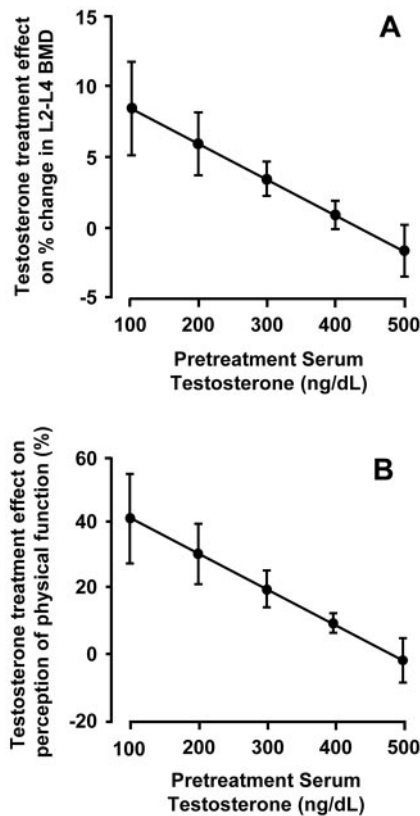 A
Testosterone treatment effect
on % change in L2-L4 BMD
15
10
5
0
-5
100 200 300 400 500
Pretreatment Serum
Testosterone (ng/dL)
B
Testosterone treatment effect on
perception of physical function (%)
60
40
20
0
-20
100 200 300 400 500
Pretreatment Serum
Testosterone (ng/dL)